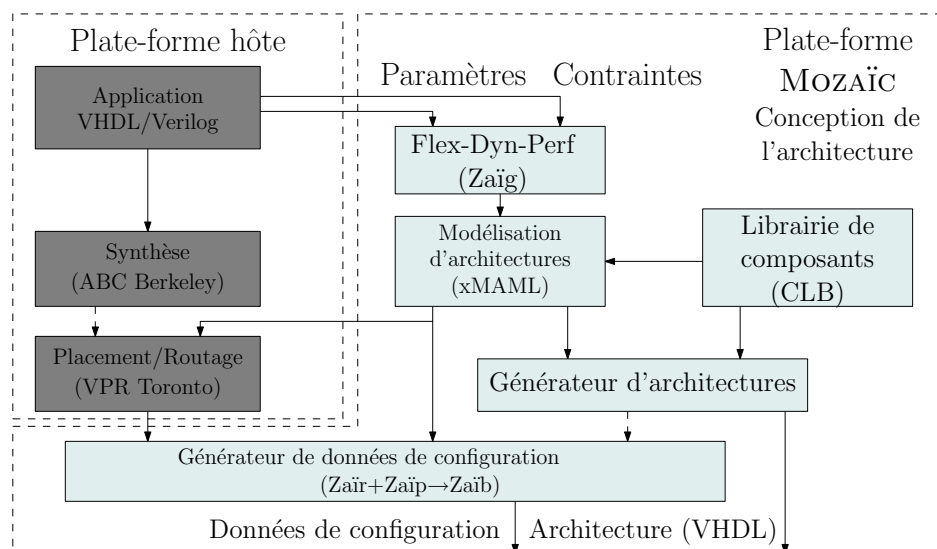 Plate-forme hôte
Plate-forme
MOZAÏC
Conception de
l'architecture
Application
VHDL/Verilog
Paramètres
Contraintes
Flex-Dyn-Perf
(Zaïg)
Synthèse
(ABC Berkeley)
Modélisation
d'architectures
(xMAML)
Librairie de
composants
(CLB)
Placement/Routage
(VPR Toronto)
Générateur d'architectures
Générateur de données de configuration
(Zaïr+Zaïp→Zaïb)
Données de configuration
Architecture (VHDL)